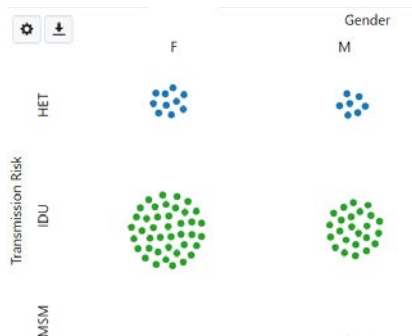 Gender
F M
HET
Transmission Risk
IDU
MSM